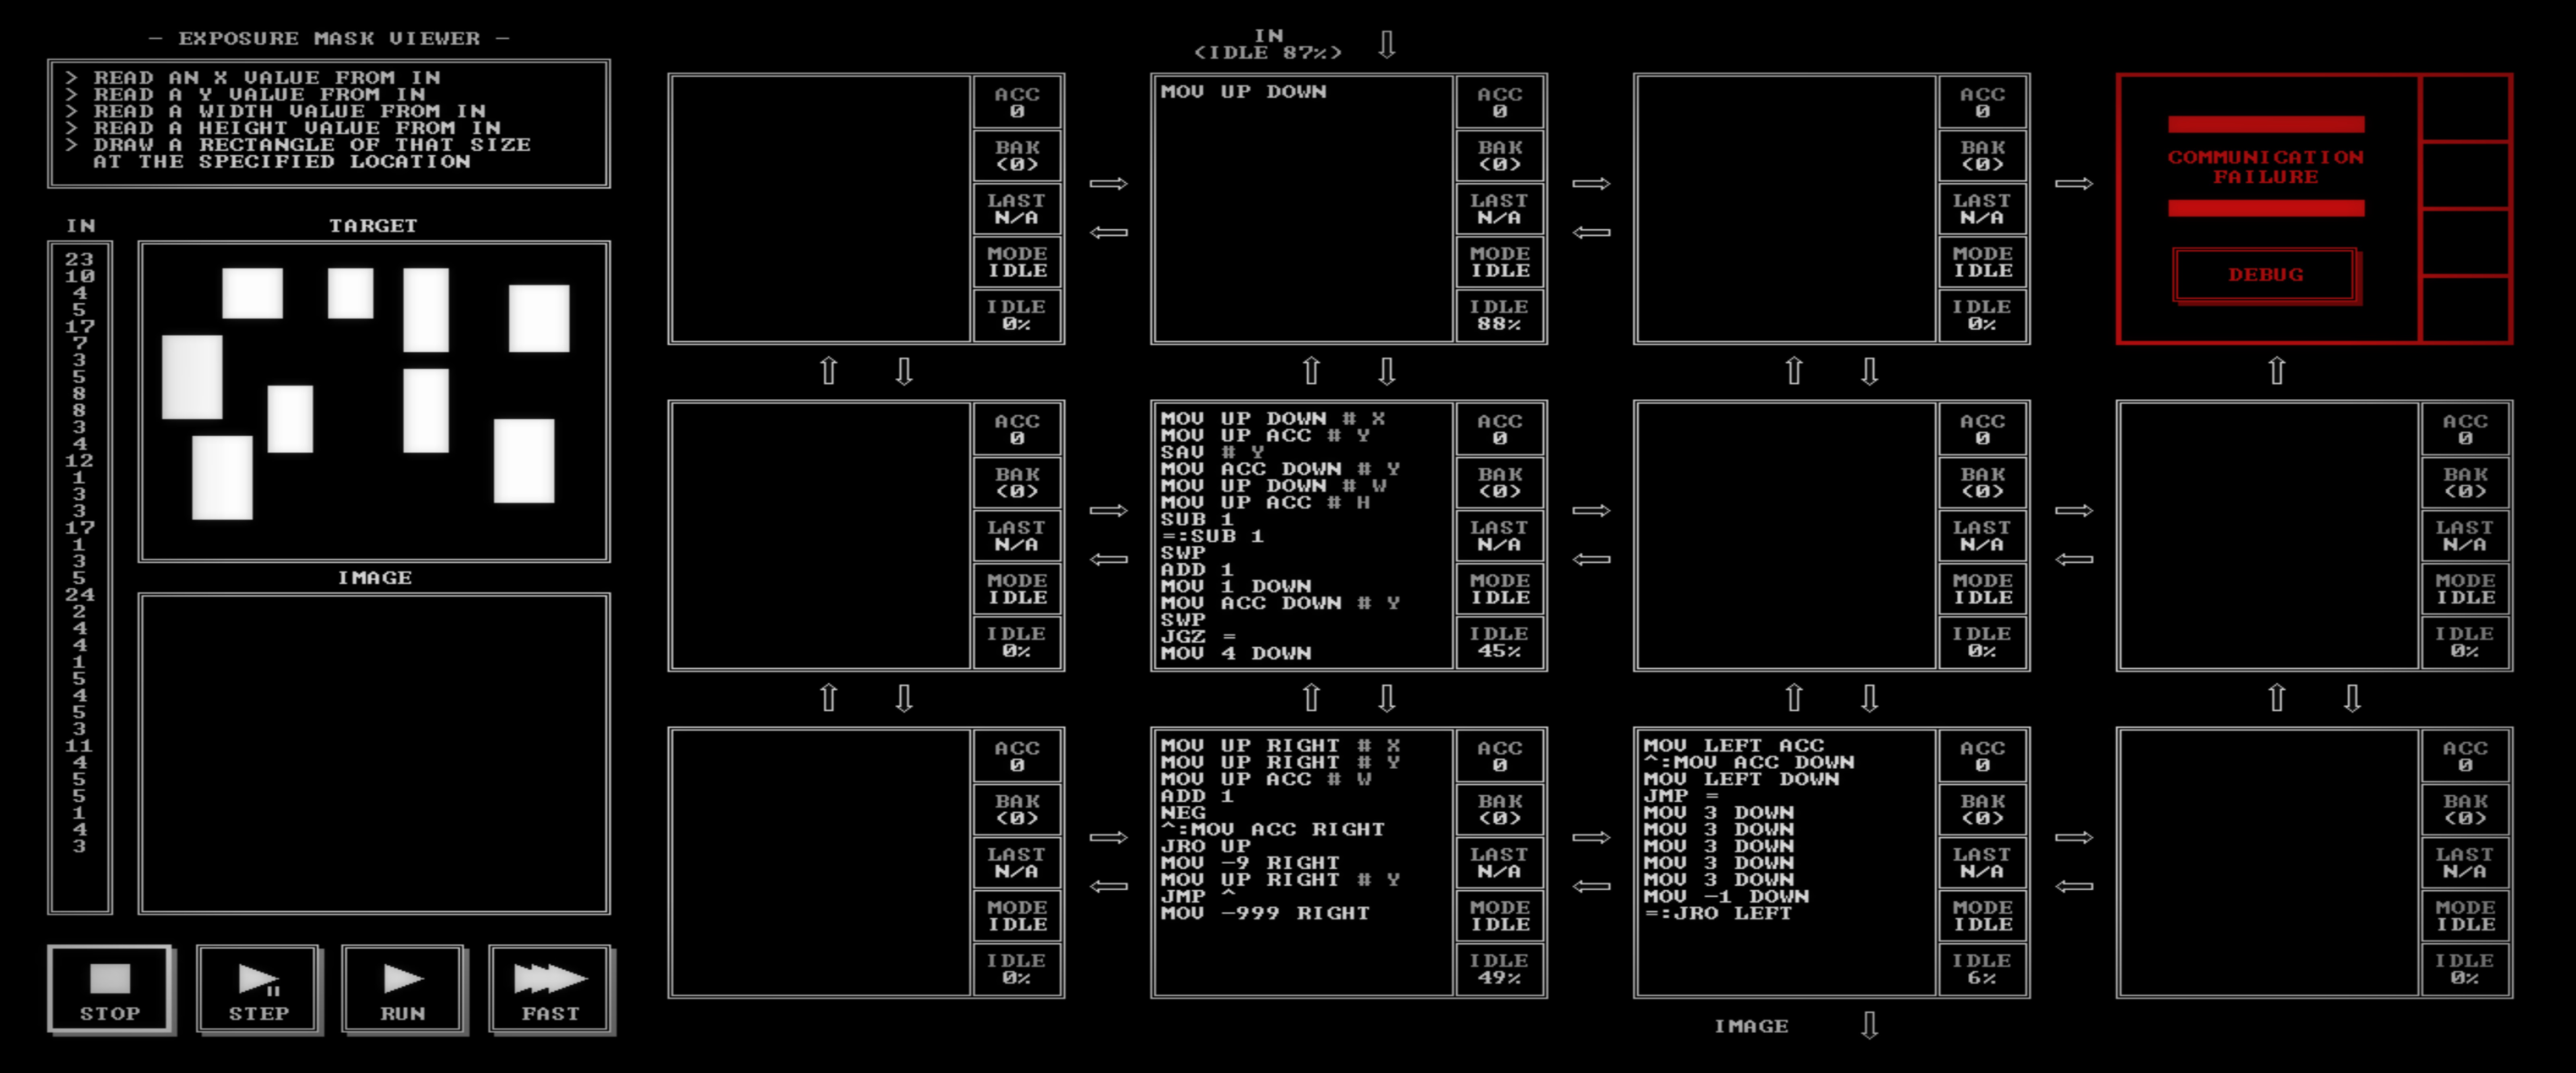 - EXPOSURE MASK VIEWER -
> READ AN X VALUE FROM IN
> READ A Y VALUE FROM IN
> READ A WIDTH VALUE FROM IN
> READ A HEIGHT VALUE FROM IN
> DRAW A RECTANGLE OF THAT SIZE
AT THE SPECIFIED LOCATION
IN
23
10
4
5
17
7
3
5
8
8
3
4
12
1
3
3
17
1
3
5
24
2
4
4
1
5
4
5
3
11
4
5
5
1
4
3
TARGET
IMAGE
STOP
STEP
RUN
FAST
IN
(IDLE 87%)
ACC
0
BAK
(0)
LAST
N/A
MODE
IDLE
IDLE
0%
MOV UP DOWN
ACC
0
BAK
(0)
LAST
N/A
MODE
IDLE
IDLE
88%
ACC
0
BAK
(0)
LAST
N/A
MODE
IDLE
IDLE
0%
COMMUNICATION
FAILURE
DEBUG
ACC
0
BAK
(0)
LAST
N/A
MODE
IDLE
IDLE
0%
MOV UP DOWN # X
MOV UP ACC # Y
SAV # Y
MOV ACC DOWN # Y
MOV UP DOWN # W
MOV UP ACC # H
SUB 1
=:SUB 1
SWP
ADD 1
MOV 1 DOWN
MOV ACC DOWN # Y
SWP
JGZ =
MOV 4 DOWN
ACC
0
BAK
(0)
LAST
N/A
MODE
IDLE
IDLE
45%
ACC
0
BAK
(0)
LAST
N/A
MODE
IDLE
IDLE
0%
ACC
0
BAK
(0)
LAST
N/A
MODE
IDLE
IDLE
0%
ACC
0
BAK
(0)
LAST
N/A
MODE
IDLE
IDLE
0%
MOV UP RIGHT # X
MOV UP RIGHT # Y
MOV UP ACC # W
ADD 1
NEG
^:MOV ACC RIGHT
JRO UP
MOV -9 RIGHT
MOV UP RIGHT # Y
JMP ^
MOV -999 RIGHT
ACC
0
BAK
(0)
LAST
N/A
MODE
IDLE
IDLE
49%
MOV LEFT ACC
^:MOV ACC DOWN
MOV LEFT DOWN
JMP =
MOV 3 DOWN
MOV 3 DOWN
MOV 3 DOWN
MOV 3 DOWN
MOV 3 DOWN
MOV -1 DOWN
=:JRO LEFT
ACC
0
BAK
(0)
LAST
N/A
MODE
IDLE
IDLE
6%
ACC
0
BAK
(0)
LAST
N/A
MODE
IDLE
IDLE
0%
IMAGE